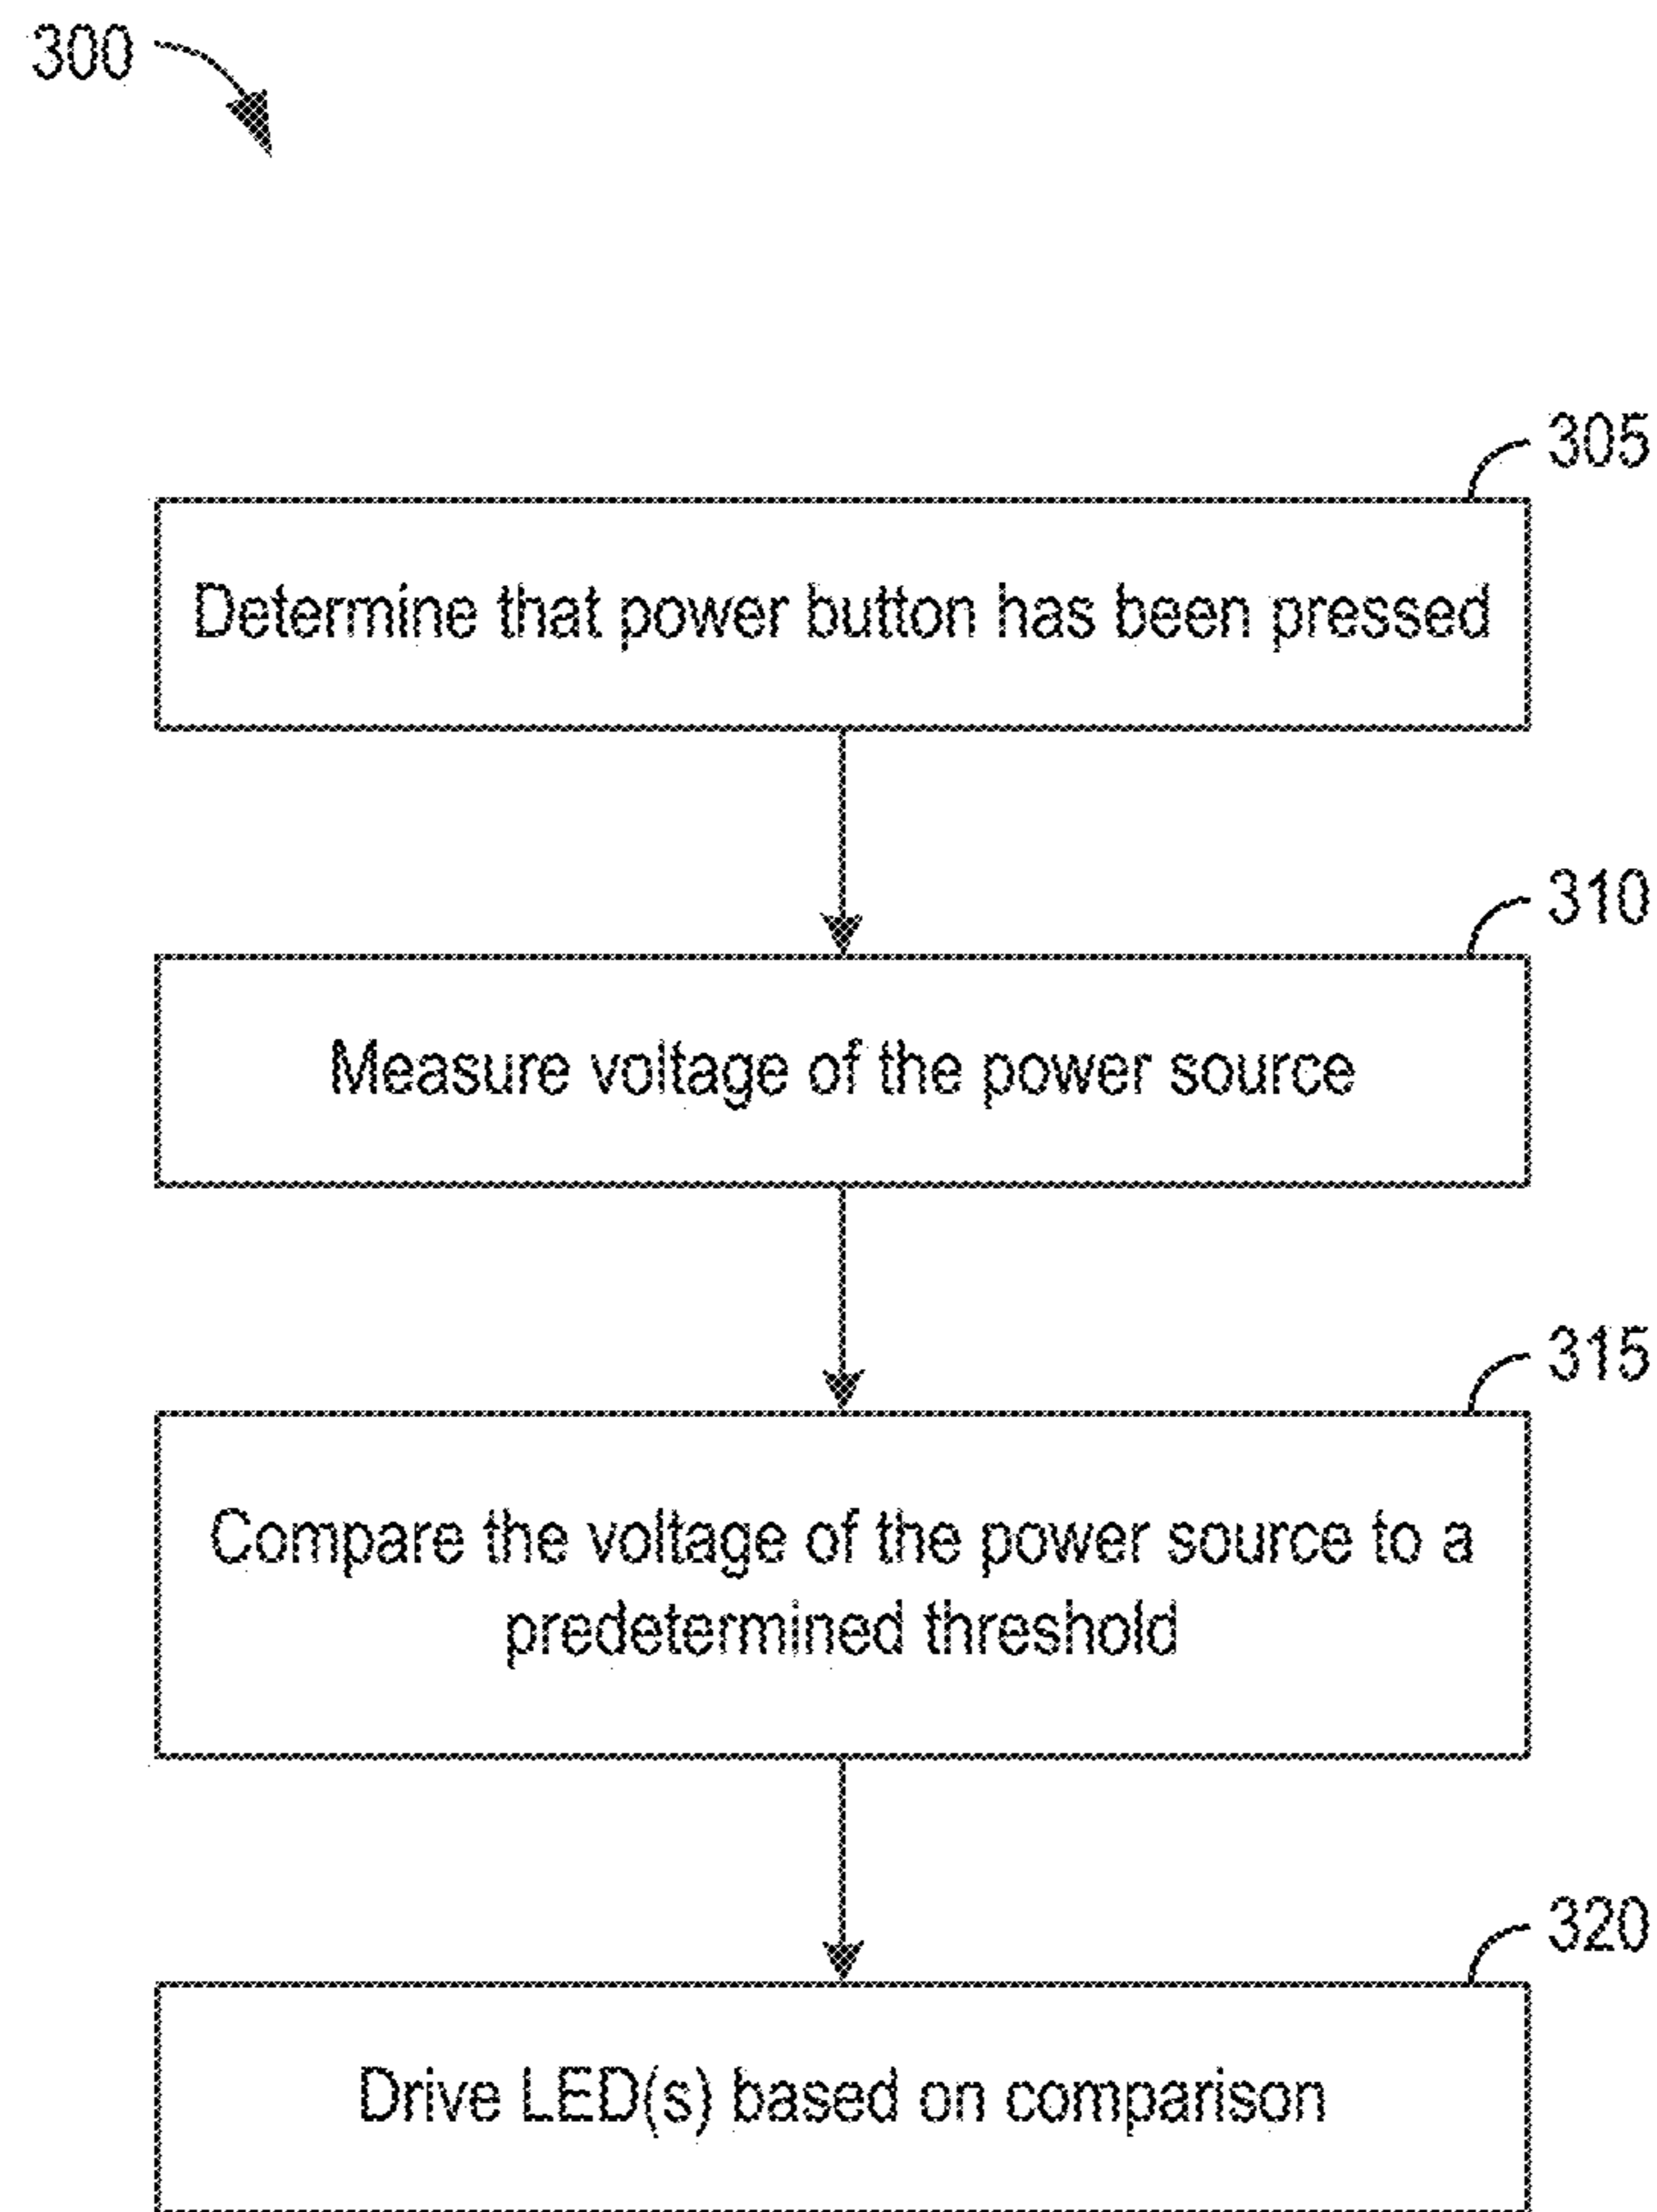 300
305
Determine that power button has been pressed
310
Measure voltage of the power source
315
Compare the voltage of the power source to a
predetermined threshold
320
Drive LED(s) based on comparison